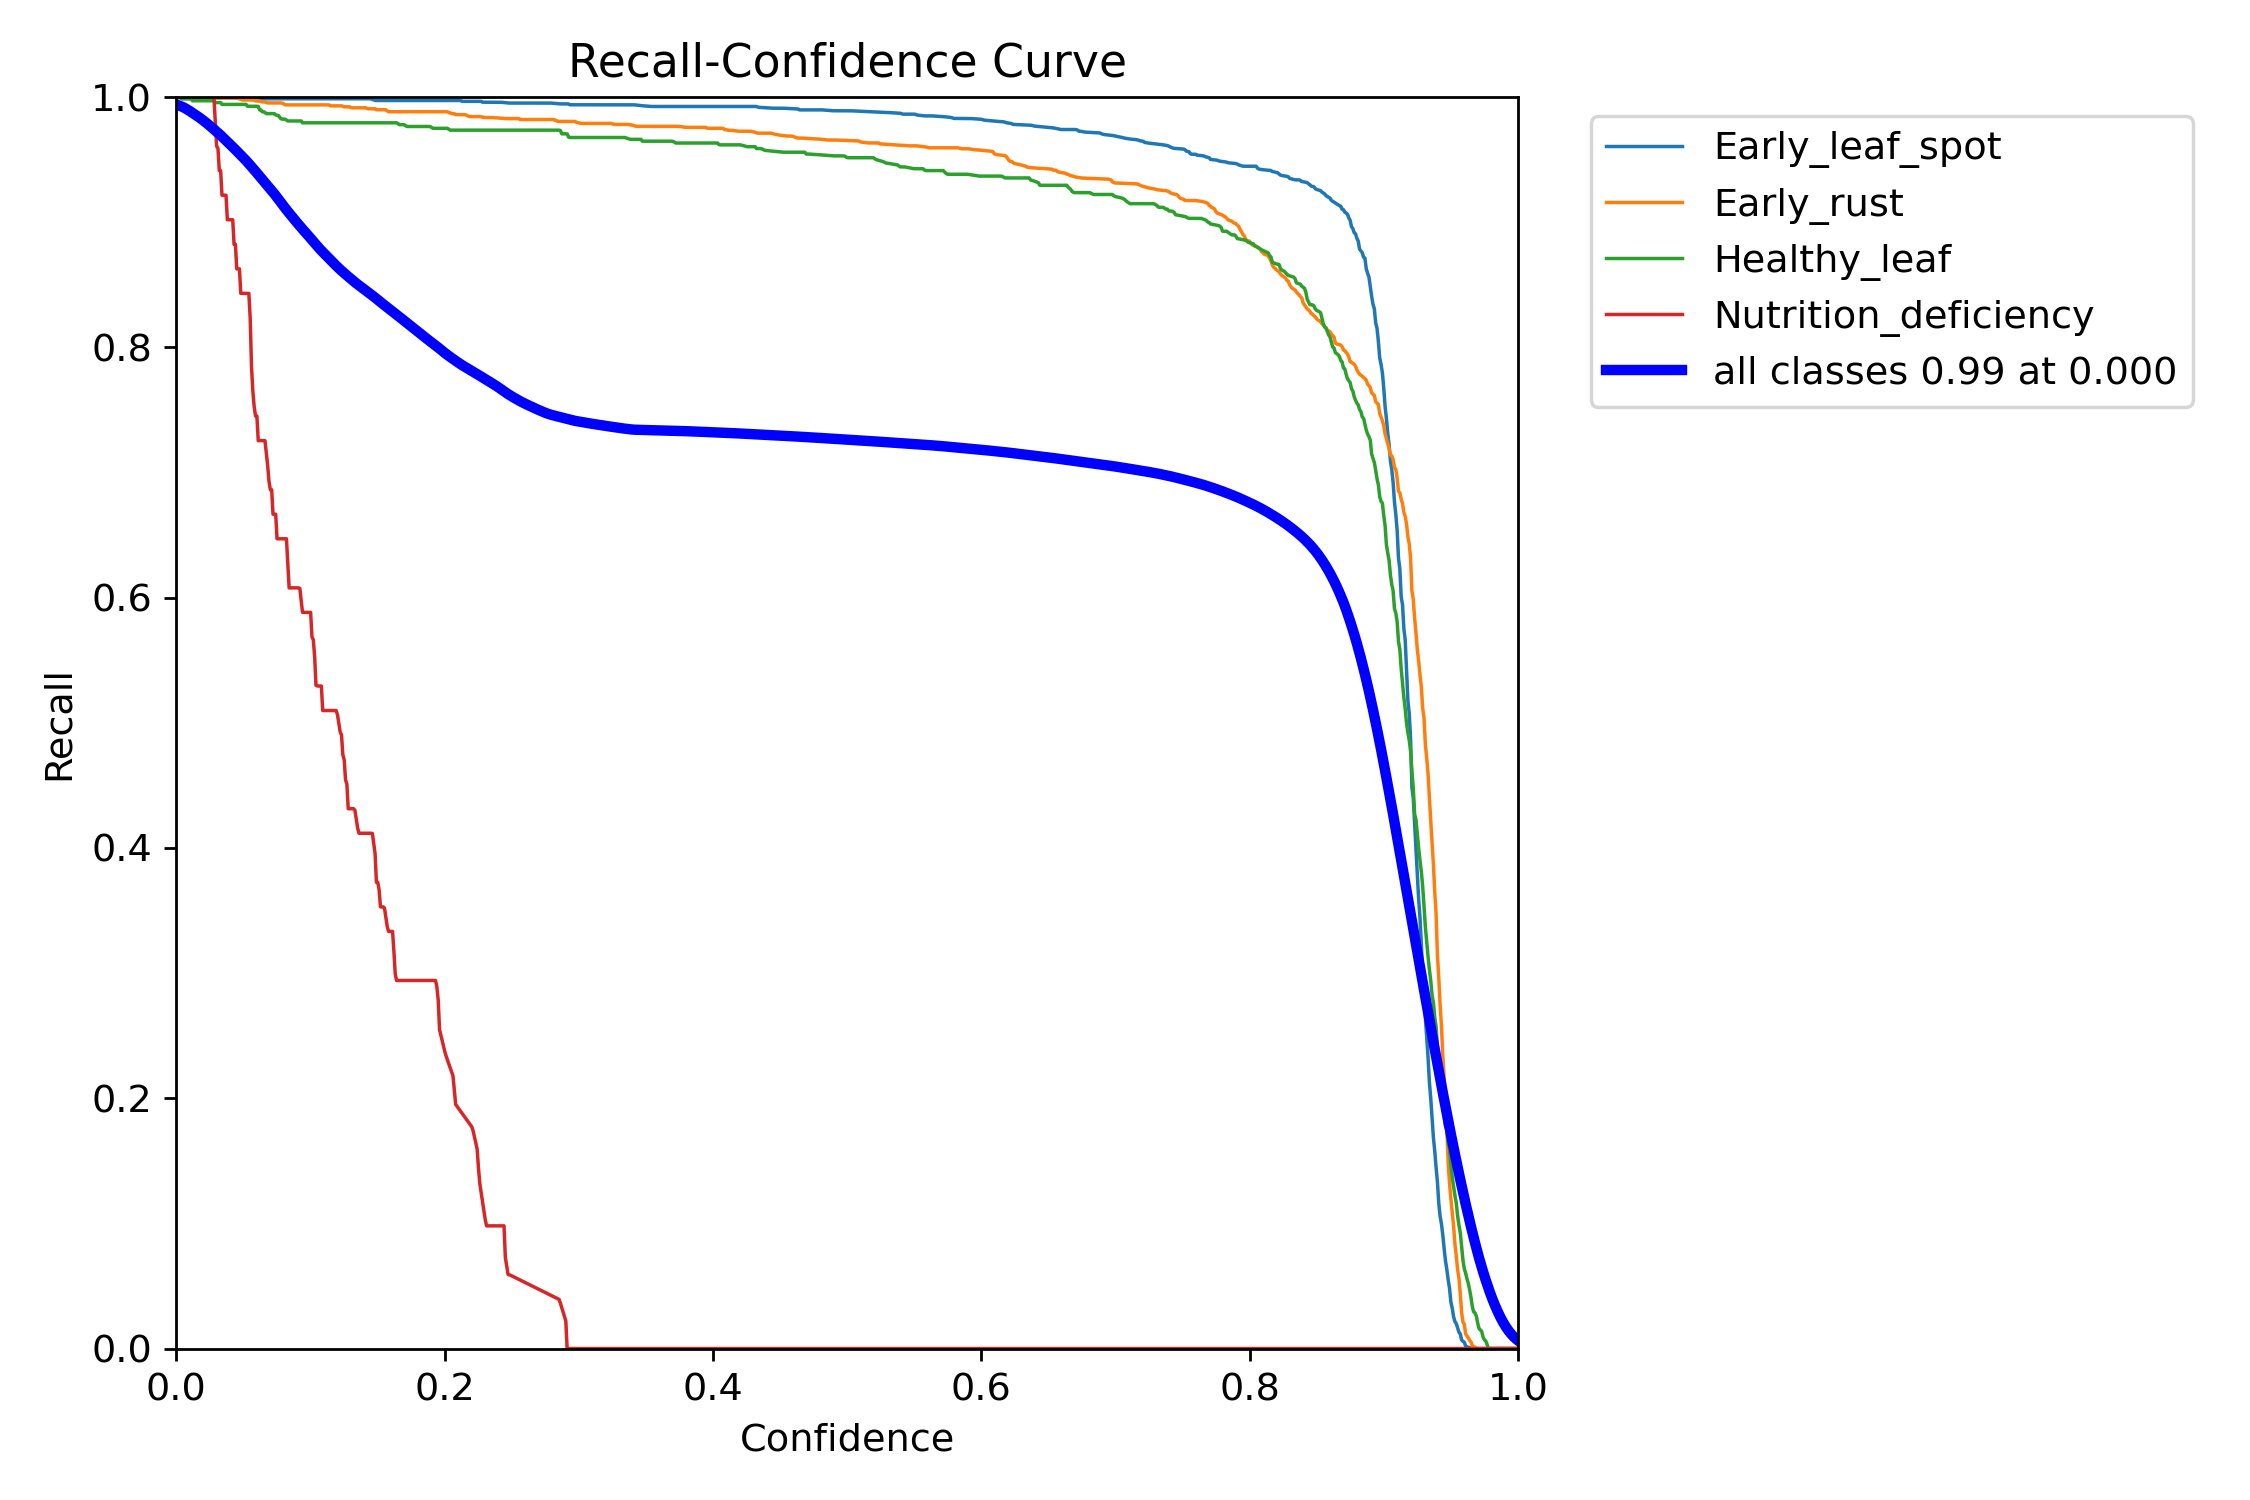 Recall-Confidence Curve
1.0
0.8
0.6
0.4
0.2
0.0
Recall
0.0 0.2 0.4 0.6 0.8 1.0
Confidence
Early_leaf_spot
Early_rust
Healthy_leaf
Nutrition_deficiency
all classes 0.99 at 0.000